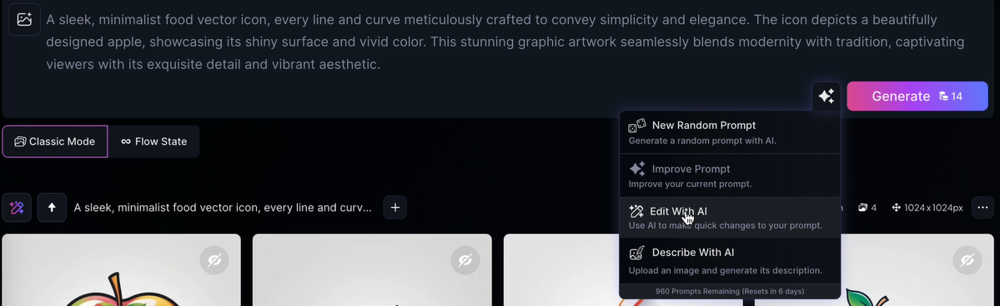 A sleek, minimalist food vector icon, every line and curve meticulously crafted to convey simplicity and elegance. The icon depicts a beautifully
designed apple, showcasing its shiny surface and vivid color. This stunning graphic artwork seamlessly blends modernity with tradition, captivating
viewers with its exquisite detail and vibrant aesthetic.
Generate 14
New Random Prompt
Generate a random prompt with AI.
Classic Mode
Flow State
Improve Prompt
Improve your current prompt.
A sleek, minimalist food vector icon, every line and curv...
Edit With AI
Use AI to make quick changes to your prompt.
4
1024x1024px
Describe With AI
Upload an image and generate its description.
960 Prompts Remaining (Resets in 6 days)